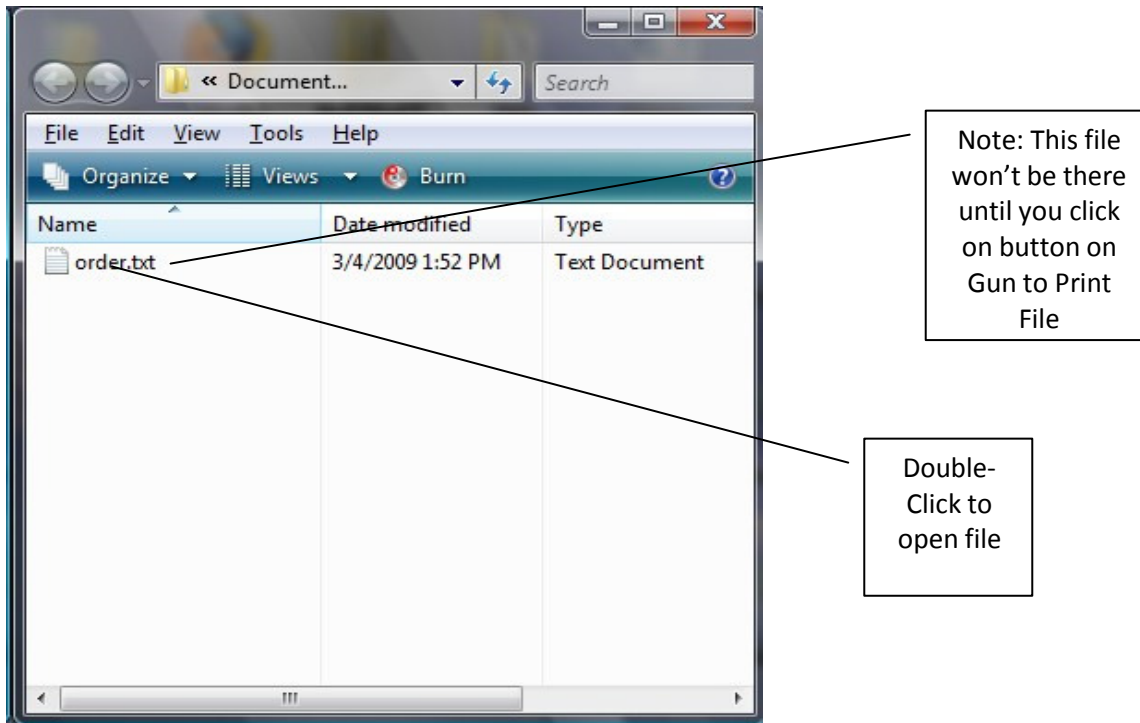 « Document...
Search
File Edit View Tools Help
Organize Views Burn
Name Date modified Type
order.txt 3/4/2009 1:52 PM Text Document
Note: This file
won’t be there
until you click
on button on
Gun to Print
File
Double-
Click to
open file